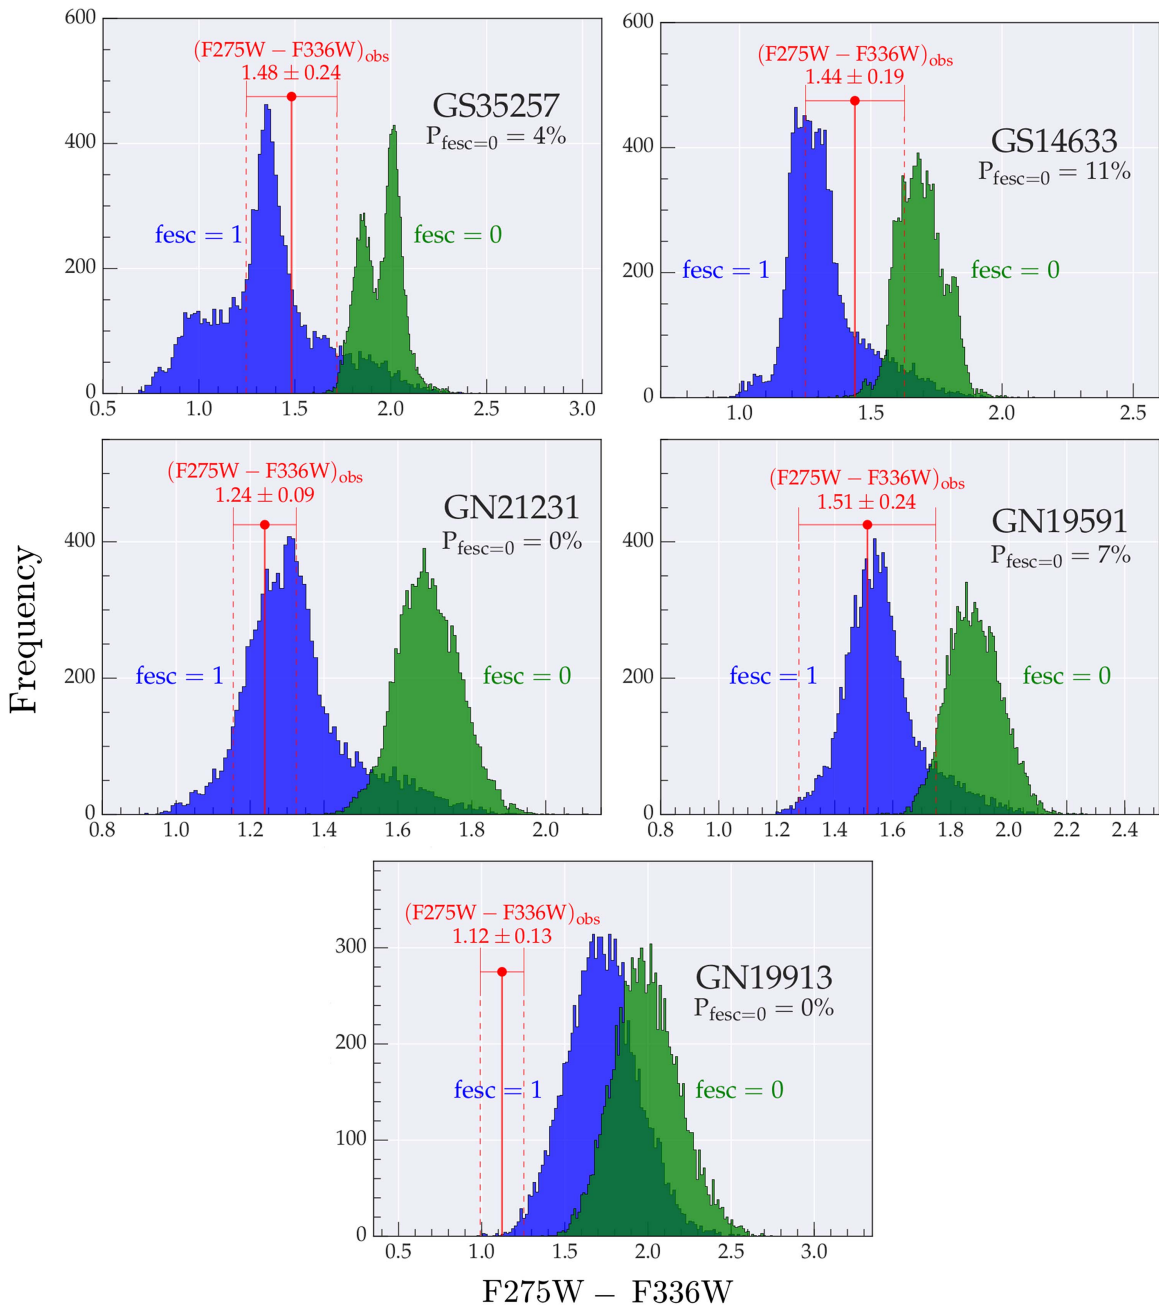 600
400
200
0
(F275W − F336W)obs
1.48 ± 0.24
GS35257
Pfesc=0 = 4%
fesc = 1
fesc = 0
0.5 1.0 1.5 2.0 2.5 3.0
600
400
200
0
(F275W − F336W)obs
1.44 ± 0.19
GS14633
Pfesc=0 = 11%
fesc = 1
fesc = 0
1.0 1.5 2.0 2.5
Frequency
400
200
0
(F275W − F336W)obs
1.24 ± 0.09
GN21231
Pfesc=0 = 0%
fesc = 1
fesc = 0
0.8 1.0 1.2 1.4 1.6 1.8 2.0
400
200
0
(F275W − F336W)obs
1.51 ± 0.24
GN19591
Pfesc=0 = 7%
fesc = 1
fesc = 0
0.8 1.0 1.2 1.4 1.6 1.8 2.0 2.2 2.4
300
200
100
0
(F275W − F336W)obs
1.12 ± 0.13
GN19913
Pfesc=0 = 0%
fesc = 1
fesc = 0
0.5 1.0 1.5 2.0 2.5 3.0
F275W − F336W